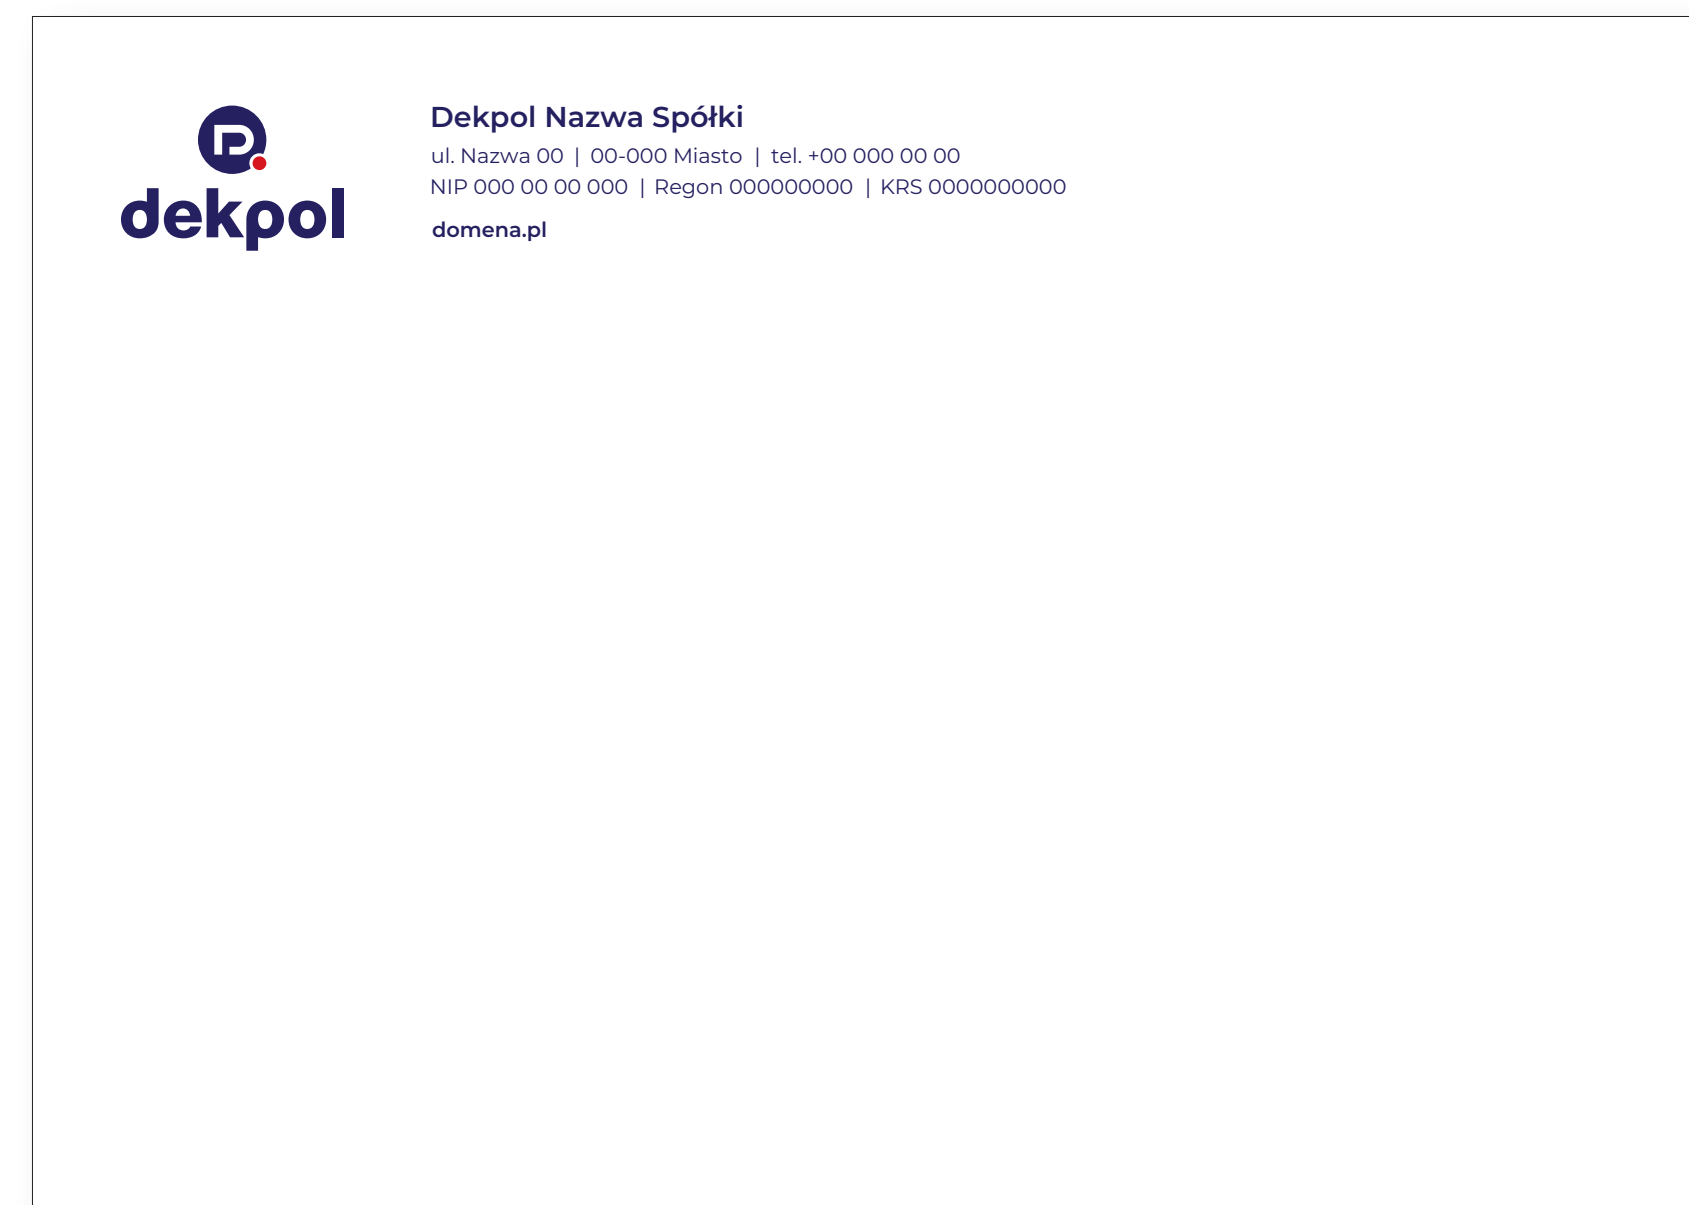 dekpol
Dekpol Nazwa Spółki
ul. Nazwa 00 | 00-000 Miasto | tel. +00 000 00 00
NIP 000 00 00 000 | Regon 000000000 | KRS 0000000000
domena.pl